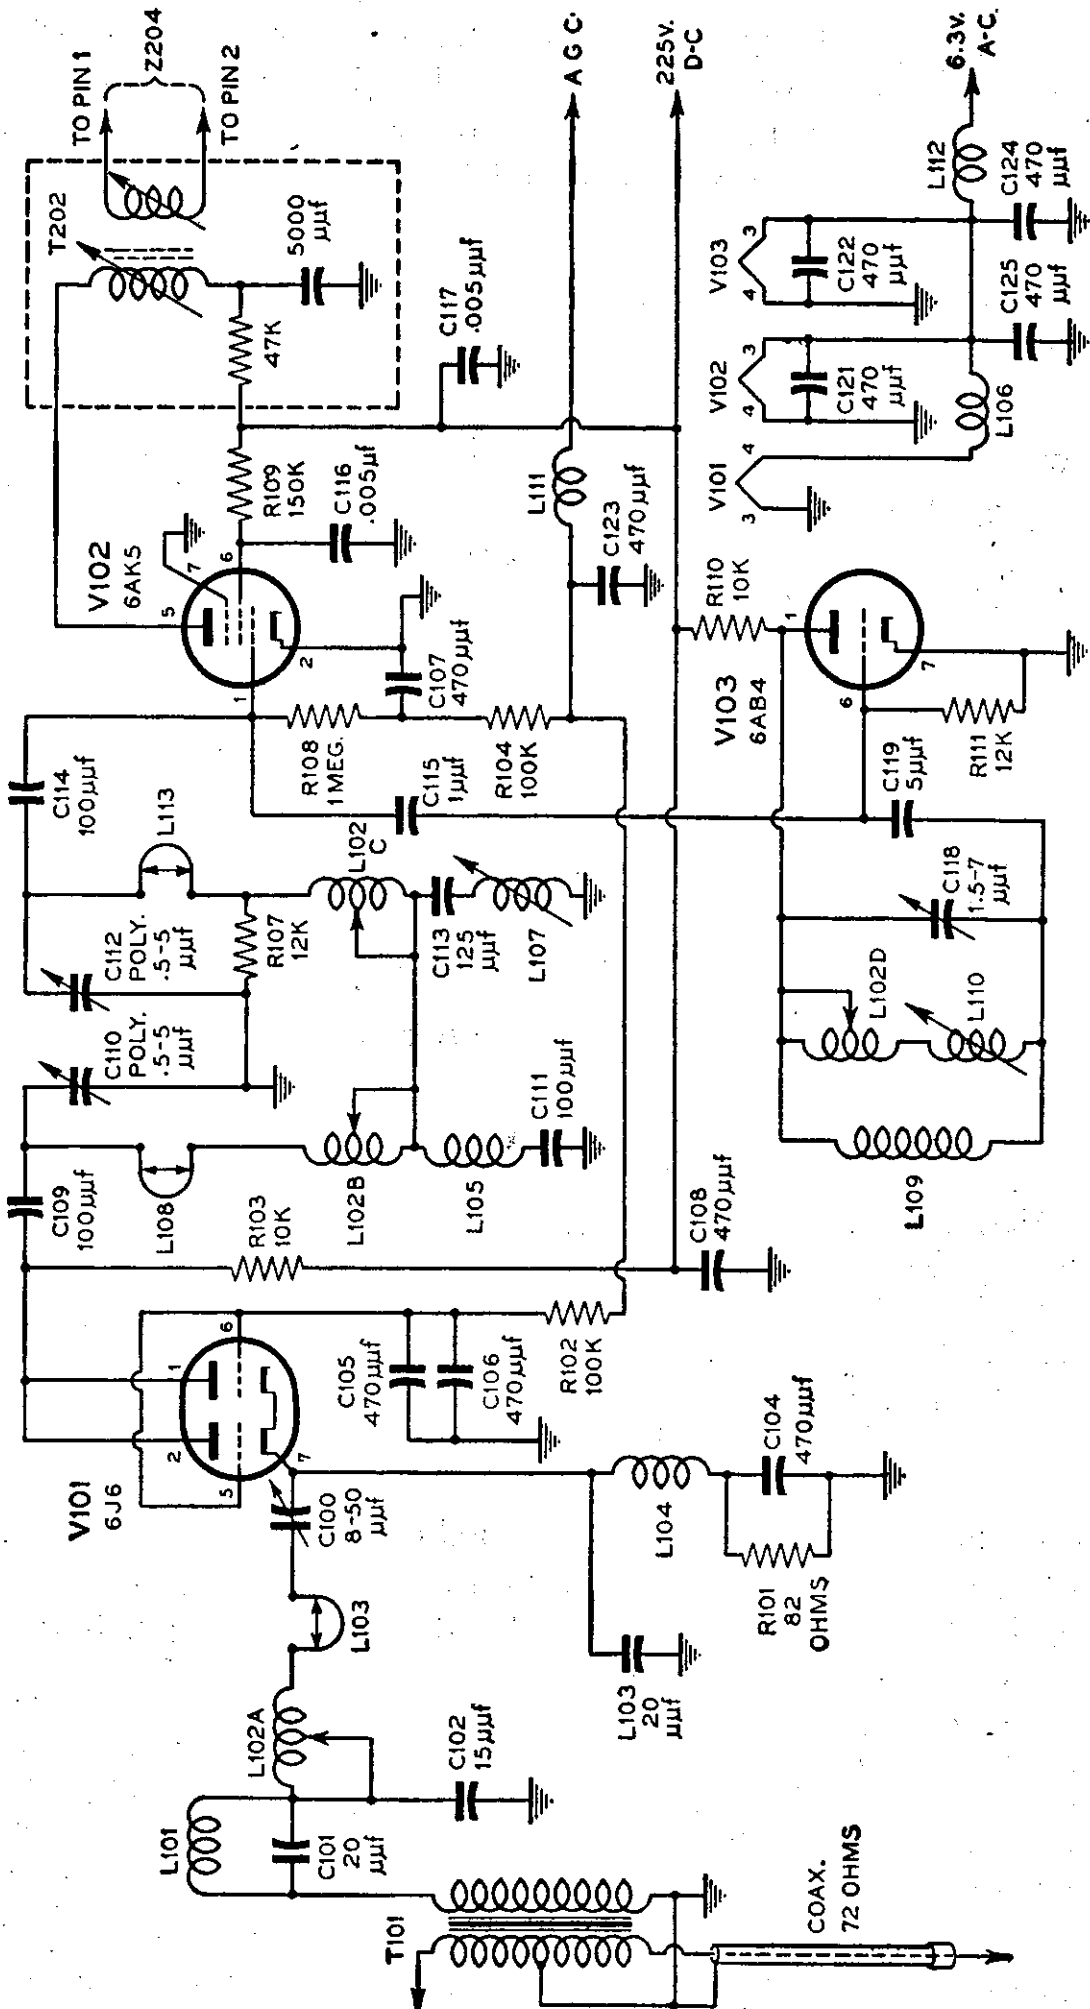 T101
COAX.
72 OHMS
L101
C101
20
μμf
L102A
C102
15μμf
L103
C100
8-50
μμf
V101
6J6
5
2
1
6
7
L103
20
μμf
L104
R101
82
OHMS
C104
470μμf
C105
470μμf
C106
470μμf
R102
100K
R103
10K
C108
470μμf
C109
100μμf
L108
L102B
L105
C111
100μμf
C110
POLY.
.5-5
μμf
C112
POLY.
.5-5
μμf
R107
12K
L113
L102
C
C113
125
μμf
L107
C114
100μμf
R108
1MEG.
C115
1μμf
R104
100K
C107
470μμf
V102
6AK5
1
5
7
6
2
R109
150K
C116
.005μf
C117
.005μμf
47K
5000
μμf
T202
TO PIN 1
Z204
TO PIN 2
L111
C123
470μμf
A G C.
225V.
D-C
R110
10K
V103
6AB4
1
6
7
R111
12K
C119
5μμf
C118
1.5-7
μμf
L102D
L110
L109
V101
3
4
V102
4
3
V103
4
3
C121
470
μμf
C122
470
μμf
L106
C125
470
μμf
C124
470
μμf
L112
6.3V.
A-C.